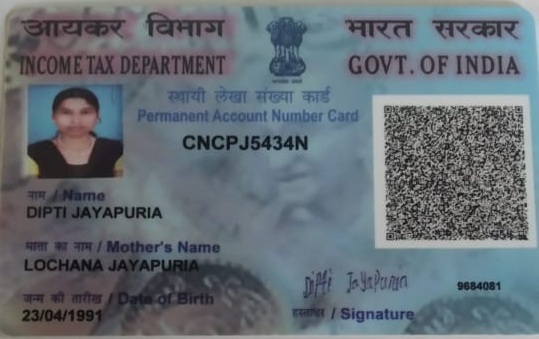 आयकर विभाग
INCOME TAX DEPARTMENT
भारत सरकार
GOVT. OF INDIA
स्थायी लेखा संख्या कार्ड
Permanent Account Number Card
CNCPJ5434N
नाम / Name
DIPTI JAYAPURIA
माता का नाम / Mother's Name
LOCHANA JAYAPURIA
जन्म की तारीख / Date of Birth
23/04/1991
Dipti Jayapuria
हस्ताक्षर / Signature
9684081